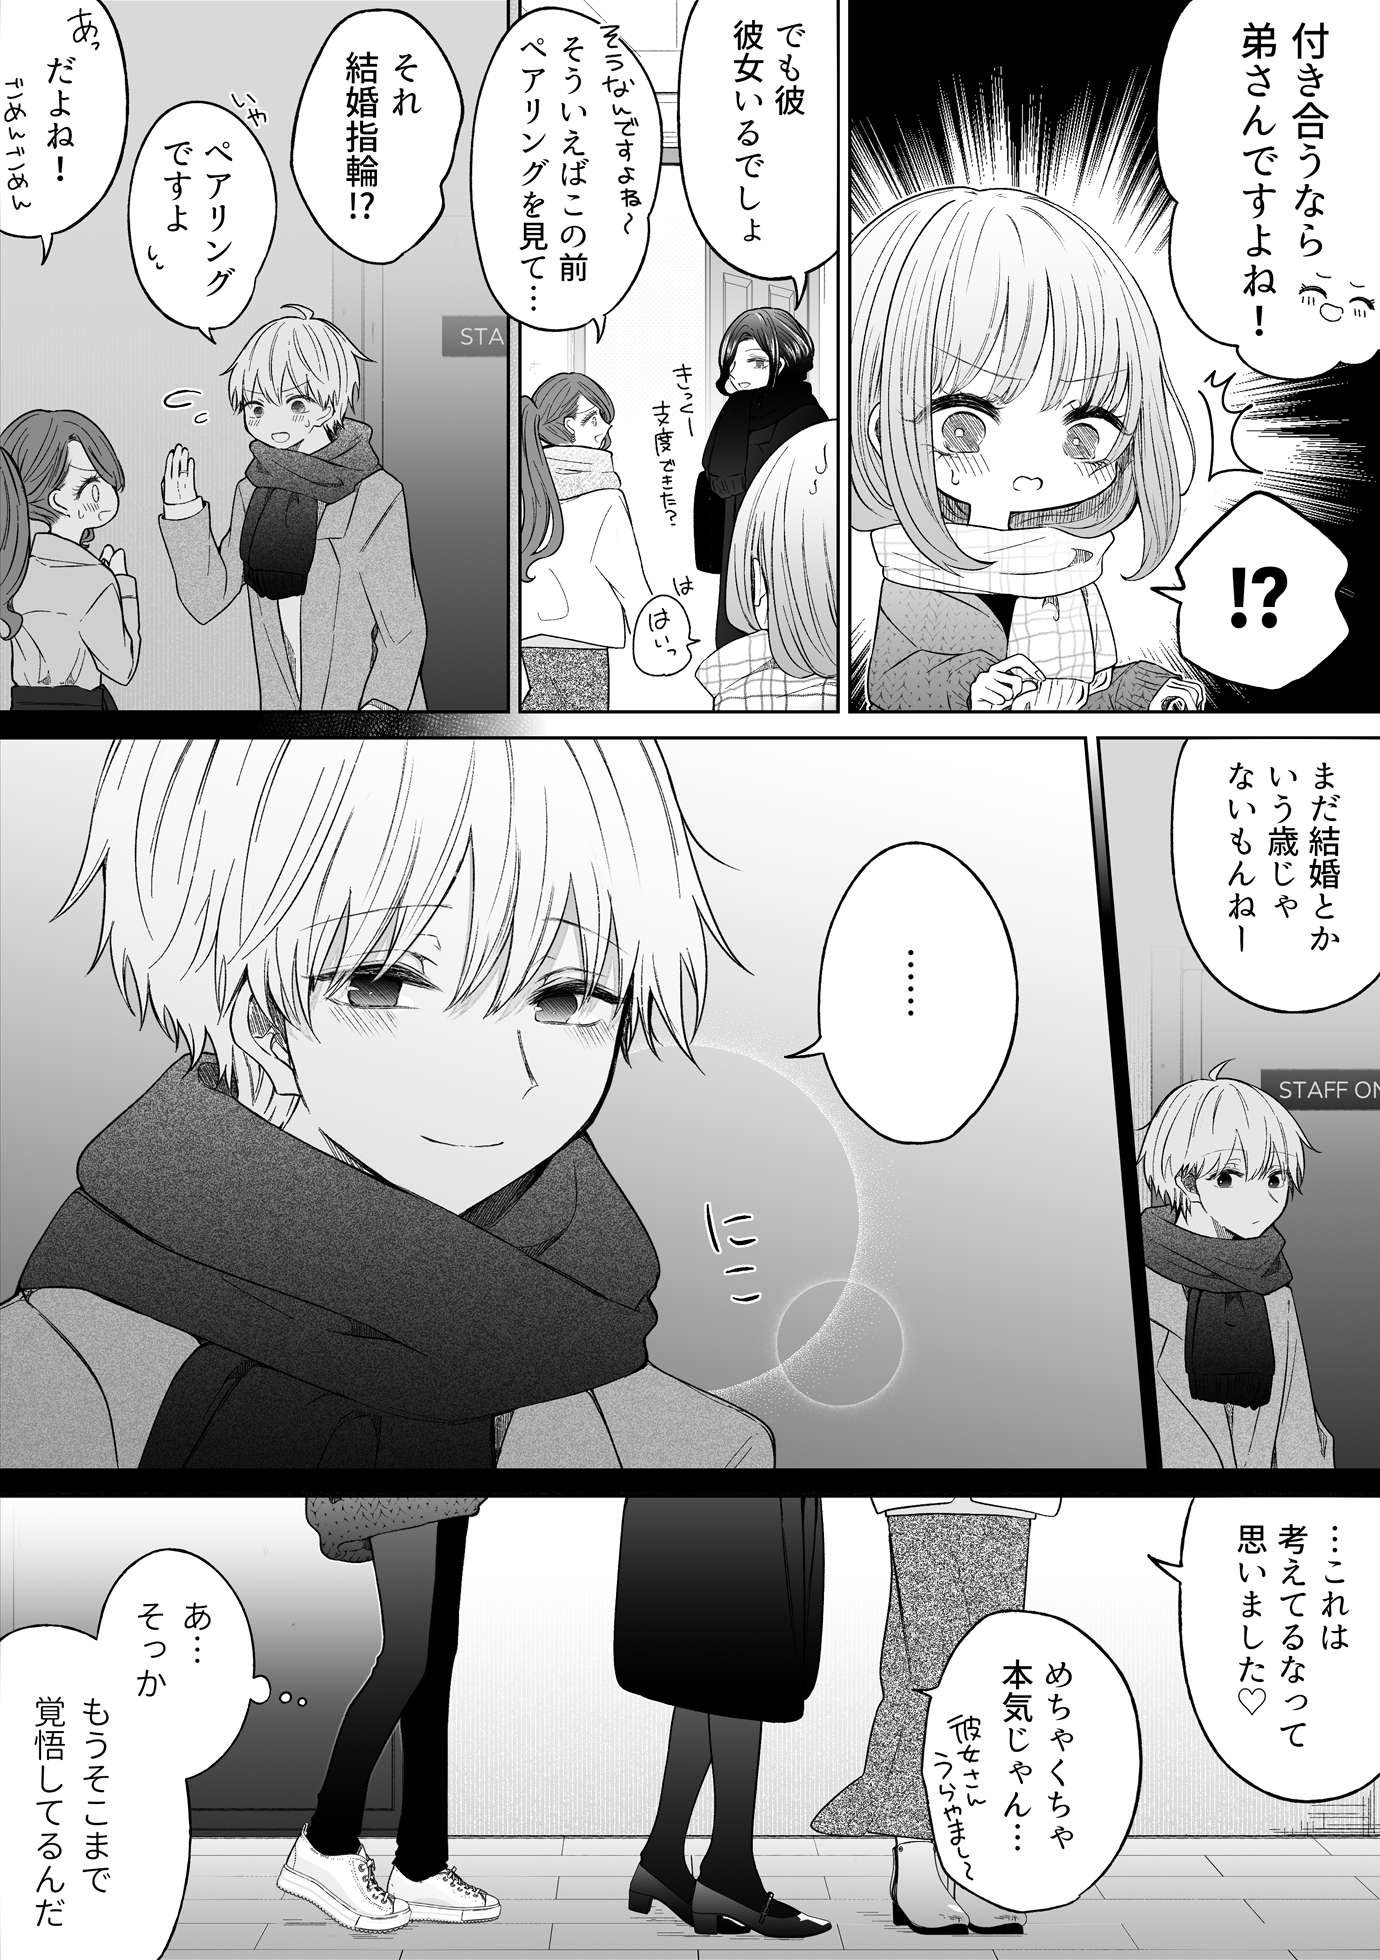 付き合うなら
弟さんですよね！
！？
でも彼
彼女いるでしょ
きっくー
支度できた？
は
はいっ
そうなんですよね〜
そういえばこの前
ペアリングを見て…
それ
結婚指輪！？
いや
ペアリング
ですよ
あっ
だよね！
ごめんごめん
STA
まだ結婚とか
いう歳じゃ
ないもんねー
STAFF ON
……
にこ
…これは
考えてるなって
思いました♡
めちゃくちゃ
本気じゃん…
彼女さん
うらやまし〜
あ…
そっか
もうそこまで
覚悟してるんだ